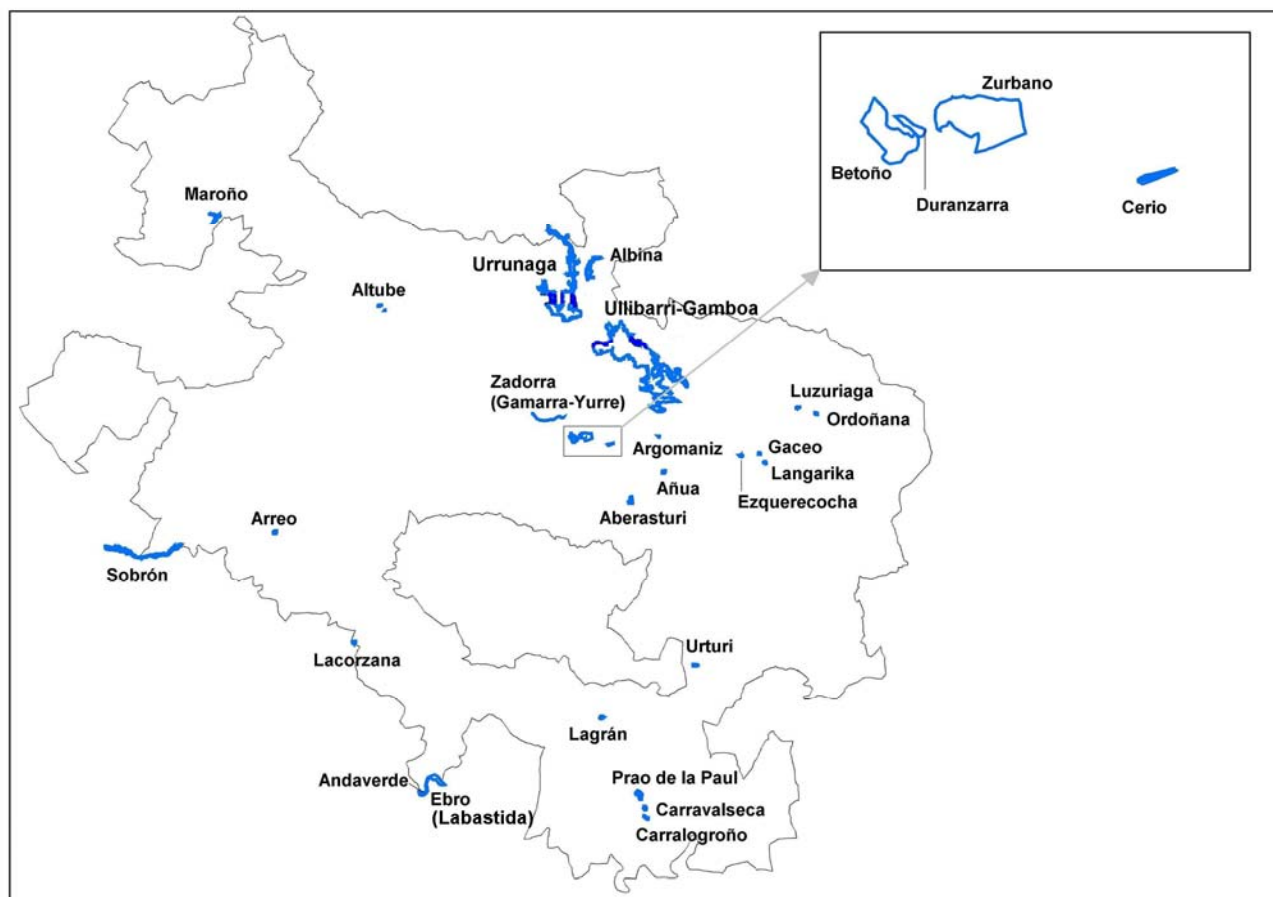 Zurbano
Betoño
Duranzarra
Cerio
Maroño
Urrunaga
Albina
Altube
Ullibarri-Gamboa
Zadorra
(Gamarra-Yurre)
Luzuriaga
Ordoñana
Argomaniz
Gaceo
Langarika
Añua
Ezquerecocha
Aberasturi
Arreo
Sobrón
Lacorzana
Urturi
Lagrán
Andaverde
Ebro
(Labastida)
Prao de la Paul
Carravalseca
Carralogroño